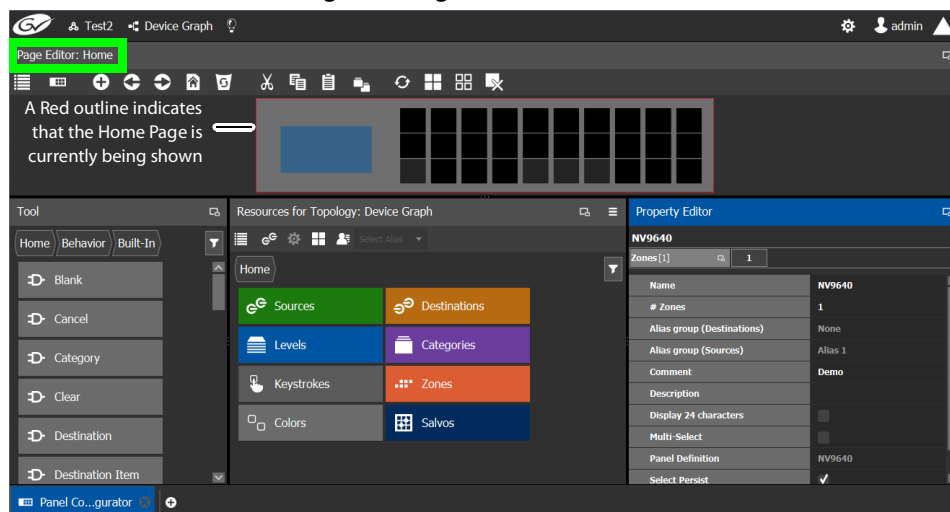 GV Test2 Device Graph admin
Page Editor: Home
A Red outline indicates
that the Home Page is
currently being shown
Tool
Home Behavior Built-In
Blank
Cancel
Category
Clear
Destination
Destination Item
Resources for Topology: Device Graph
Select Alias
Home
Sources Destinations
Levels Categories
Keystrokes Zones
Colors Salvos
Property Editor
NV9640
Zones [1] 1
Name NV9640
# Zones 1
Alias group (Destinations) None
Alias group (Sources) Alias 1
Comment Demo
Description
Display 24 characters
Multi-Select
Panel Definition NV9640
Select Persist
Panel Co...gurator